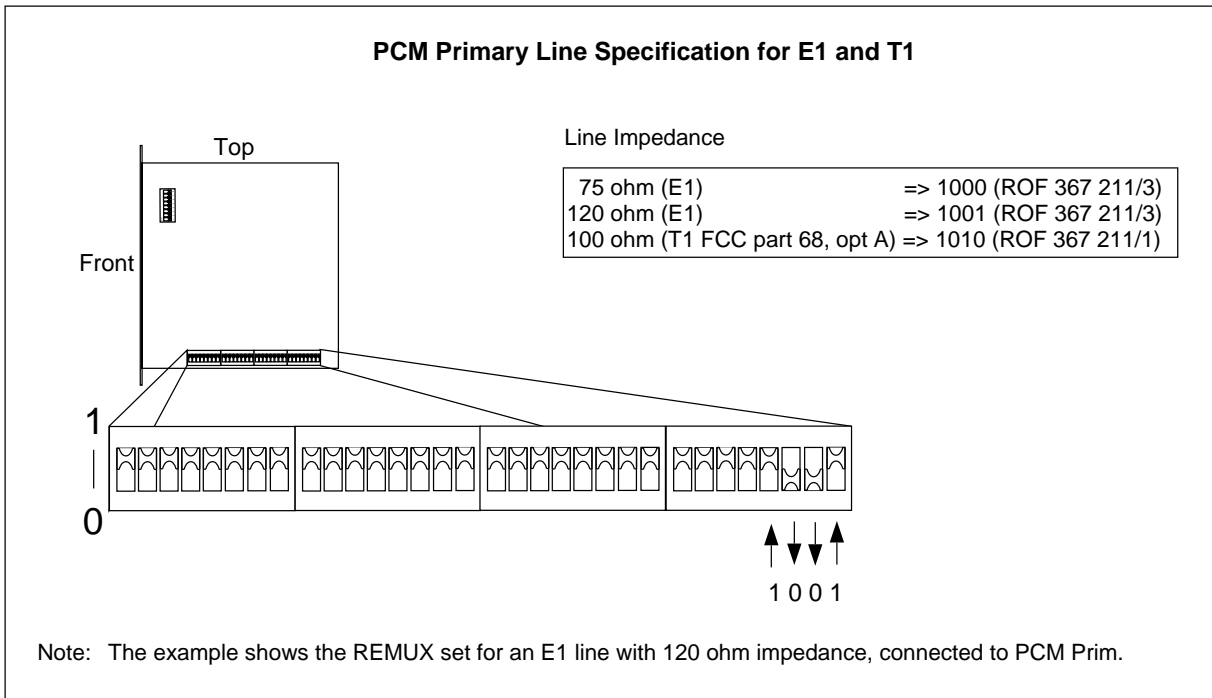 PCM Primary Line Specification for E1 and T1
Top
Line Impedance
75 ohm (E1) => 1000 (ROF 367 211/3)
120 ohm (E1) => 1001 (ROF 367 211/3)
100 ohm (T1 FCC part 68, opt A) => 1010 (ROF 367 211/1)
Front
1
0
1 0 0 1
Note: The example shows the REMUX set for an E1 line with 120 ohm impedance, connected to PCM Prim.